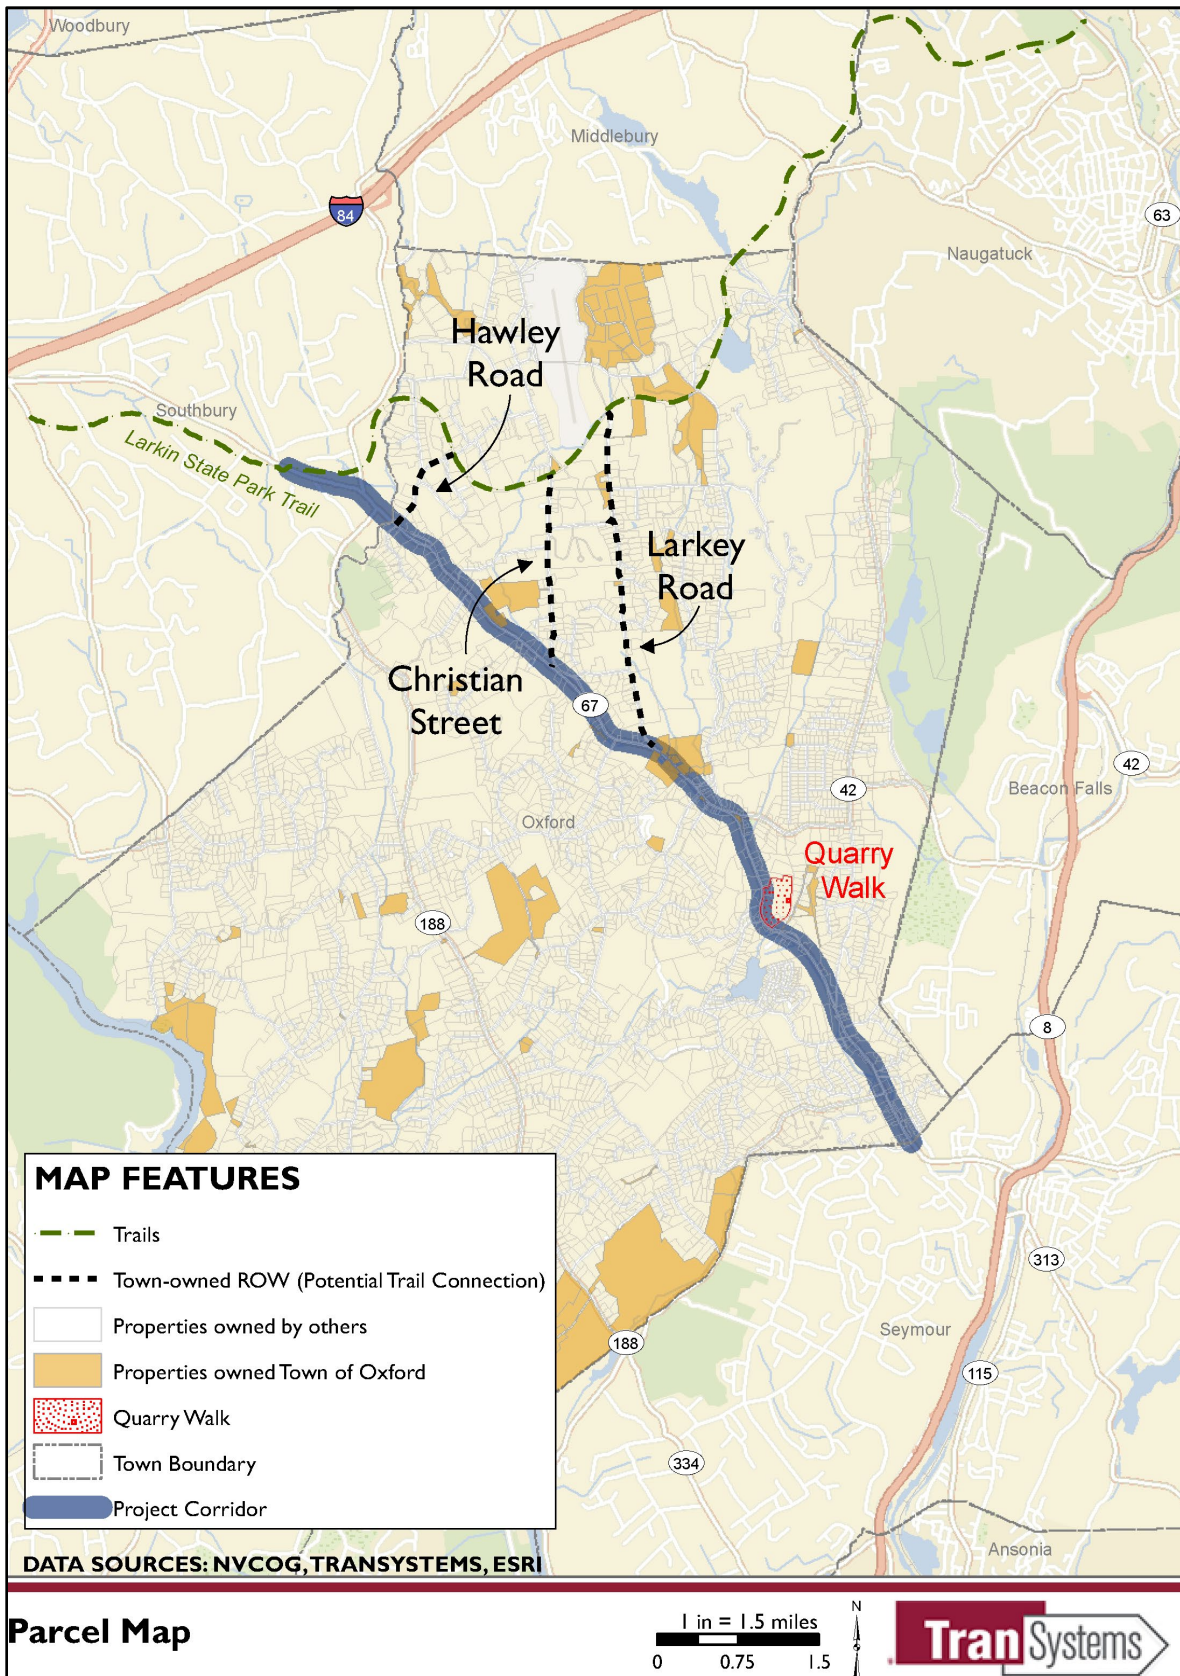 Woodbury
Middlebury
84
63
Naugatuck
Hawley
Road
Southbury
Larkin State Park Trail
Larkey
Road
Christian
Street
67
42
42
Beacon Falls
Oxford
Quarry
Walk
188
8
MAP FEATURES
Trails
Town-owned ROW (Potential Trail Connection)
Properties owned by others
Properties owned Town of Oxford
Quarry Walk
Town Boundary
Project Corridor
313
Seymour
188
115
334
Ansonia
DATA SOURCES: NVCOG, TRANSYSTEMS, ESRI
Parcel Map
1 in = 1.5 miles
0 0.75 1.5
N
TranSystems